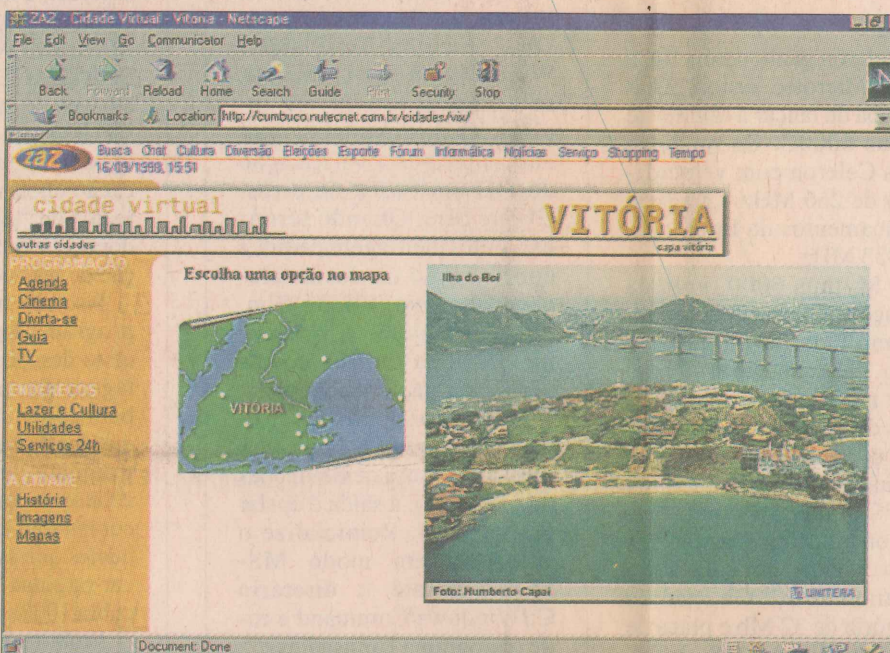 ZAZ - Cidade Virtual - Vitoria - Netscape
File Edit View Go Communicator Help
Back Forward Reload Home Search Guide Print Security Stop
Bookmarks Location: http://cumbuco.nutecnet.com.br/cidades/vix/
zaz Busca Chat Cultura Diversão Eleições Esporte Fórum Informática Notícias Serviço Shopping Tempo
16/09/1998, 15:51
cidade virtual
VITÓRIA
outras cidades
capa vitória
PROGRAMAÇÃO
Agenda
Cinema
Divirta-se
Guia
TV
ENDEREÇOS
Lazer e Cultura
Utilidades
Serviços 24h
A CIDADE
História
Imagens
Mapas
Escolha uma opção no mapa
VITÓRIA
Ilha do Boi
Foto: Humberto Capai
UNITERA
Document: Done